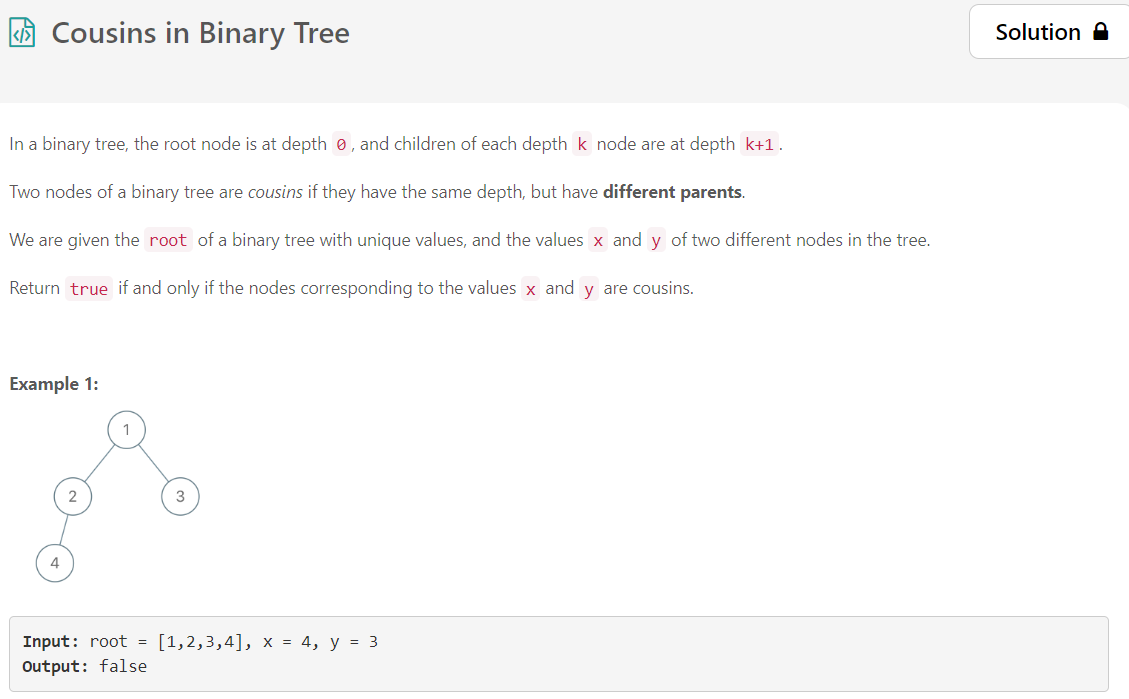 Cousins in Binary Tree
Solution
In a binary tree, the root node is at depth 0, and children of each depth k node are at depth k+1.
Two nodes of a binary tree are cousins if they have the same depth, but have different parents.
We are given the root of a binary tree with unique values, and the values x and y of two different nodes in the tree.
Return true if and only if the nodes corresponding to the values x and y are cousins.
Example 1:
1
2 3
4
Input: root = [1,2,3,4], x = 4, y = 3
Output: false